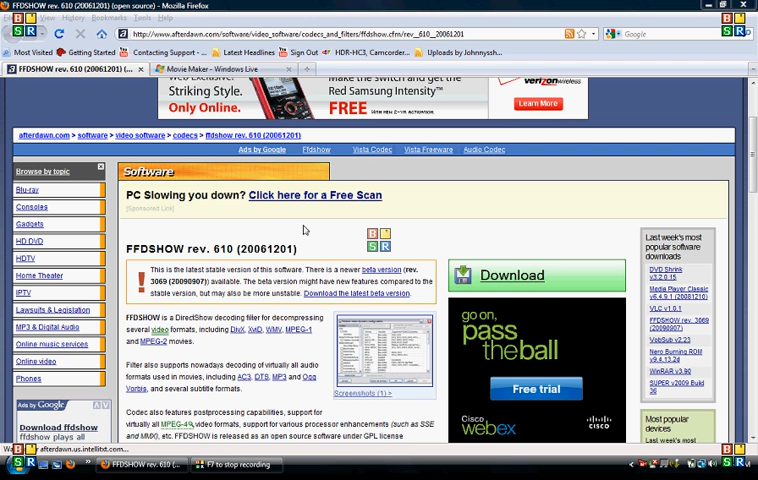 FFDSHOW rev. 610 (20061201) (open source) - Mozilla Firefox
View History Bookmarks Tools Help
http://www.afterdawn.com/software/video_software/codecs_and_filters/ffdshow.cfm/rev._610__20061201
Google
Most Visited Getting Started Contacting Support - ... Latest Headlines Sign Out HDR-HC3, Camcorder... Uploads by Johnnyssh...
FFDSHOW rev. 610 (20061201) (... Movie Maker - Windows Live
Striking Style.
Only Online.
Make the switch and get the
Red Samsung Intensity™
FREE
verizonwireless
Learn More
afterdawn.com > software > video software > codecs > ffdshow rev. 610 (20061201)
Ads by Google Ffdshow Vista Codec Vista Freeware Audio Codec
Browse by topic
Blu-ray
Consoles
Gadgets
HD DVD
HDTV
Home Theater
IPTV
Lawsuits & Legislation
MP3 & Digital Audio
Online music services
Online video
Phones
Ads by Google
Download ffdshow
ffdshow plays all
Software
PC Slowing you down? Click here for a Free Scan
[Sponsored Link]
FFDSHOW rev. 610 (20061201)
B
S R
This is the latest stable version of this software. There is a newer beta version (rev.
3069 (20090907)) available. The beta version might have new features compared to the
stable version, but may also be more unstable. Download the latest beta version.
FFDSHOW is a DirectShow decoding filter for decompressing
several video formats, including DivX, XviD, WMV, MPEG-1
and MPEG-2 movies.
Filter also supports nowadays decoding of virtually all audio
formats used in movies, including AC3, DTS, MP3 and Ogg
Vorbis, and several subtitle formats.
Codec also features postprocessing capabilities, support for
virtually all MPEG-4 video formats, support for various processor enhancements (such as SSE
and MMX), etc. FFDSHOW is released as an open source software under GPL license
Screenshots (1) >
Download
go on,
pass
the ball
Free trial
Cisco
webex
cisco
Last week's most
popular software
downloads
DVD Shrink
v3.2.0.15
Media Player Classic
v6.4.9.1 (20081210)
VLC v1.0.1
FFDSHOW rev. 3069
(20090907)
VobSub v2.23
Nero Burning ROM
v9.4.13.2d
WinRAR v3.90
SUPER v2009 Build
36
Most popular
devices
Last week's most
afterdawn.us.intellitxt.com...
FFDSHOW rev. 610 (... F7 to stop recording